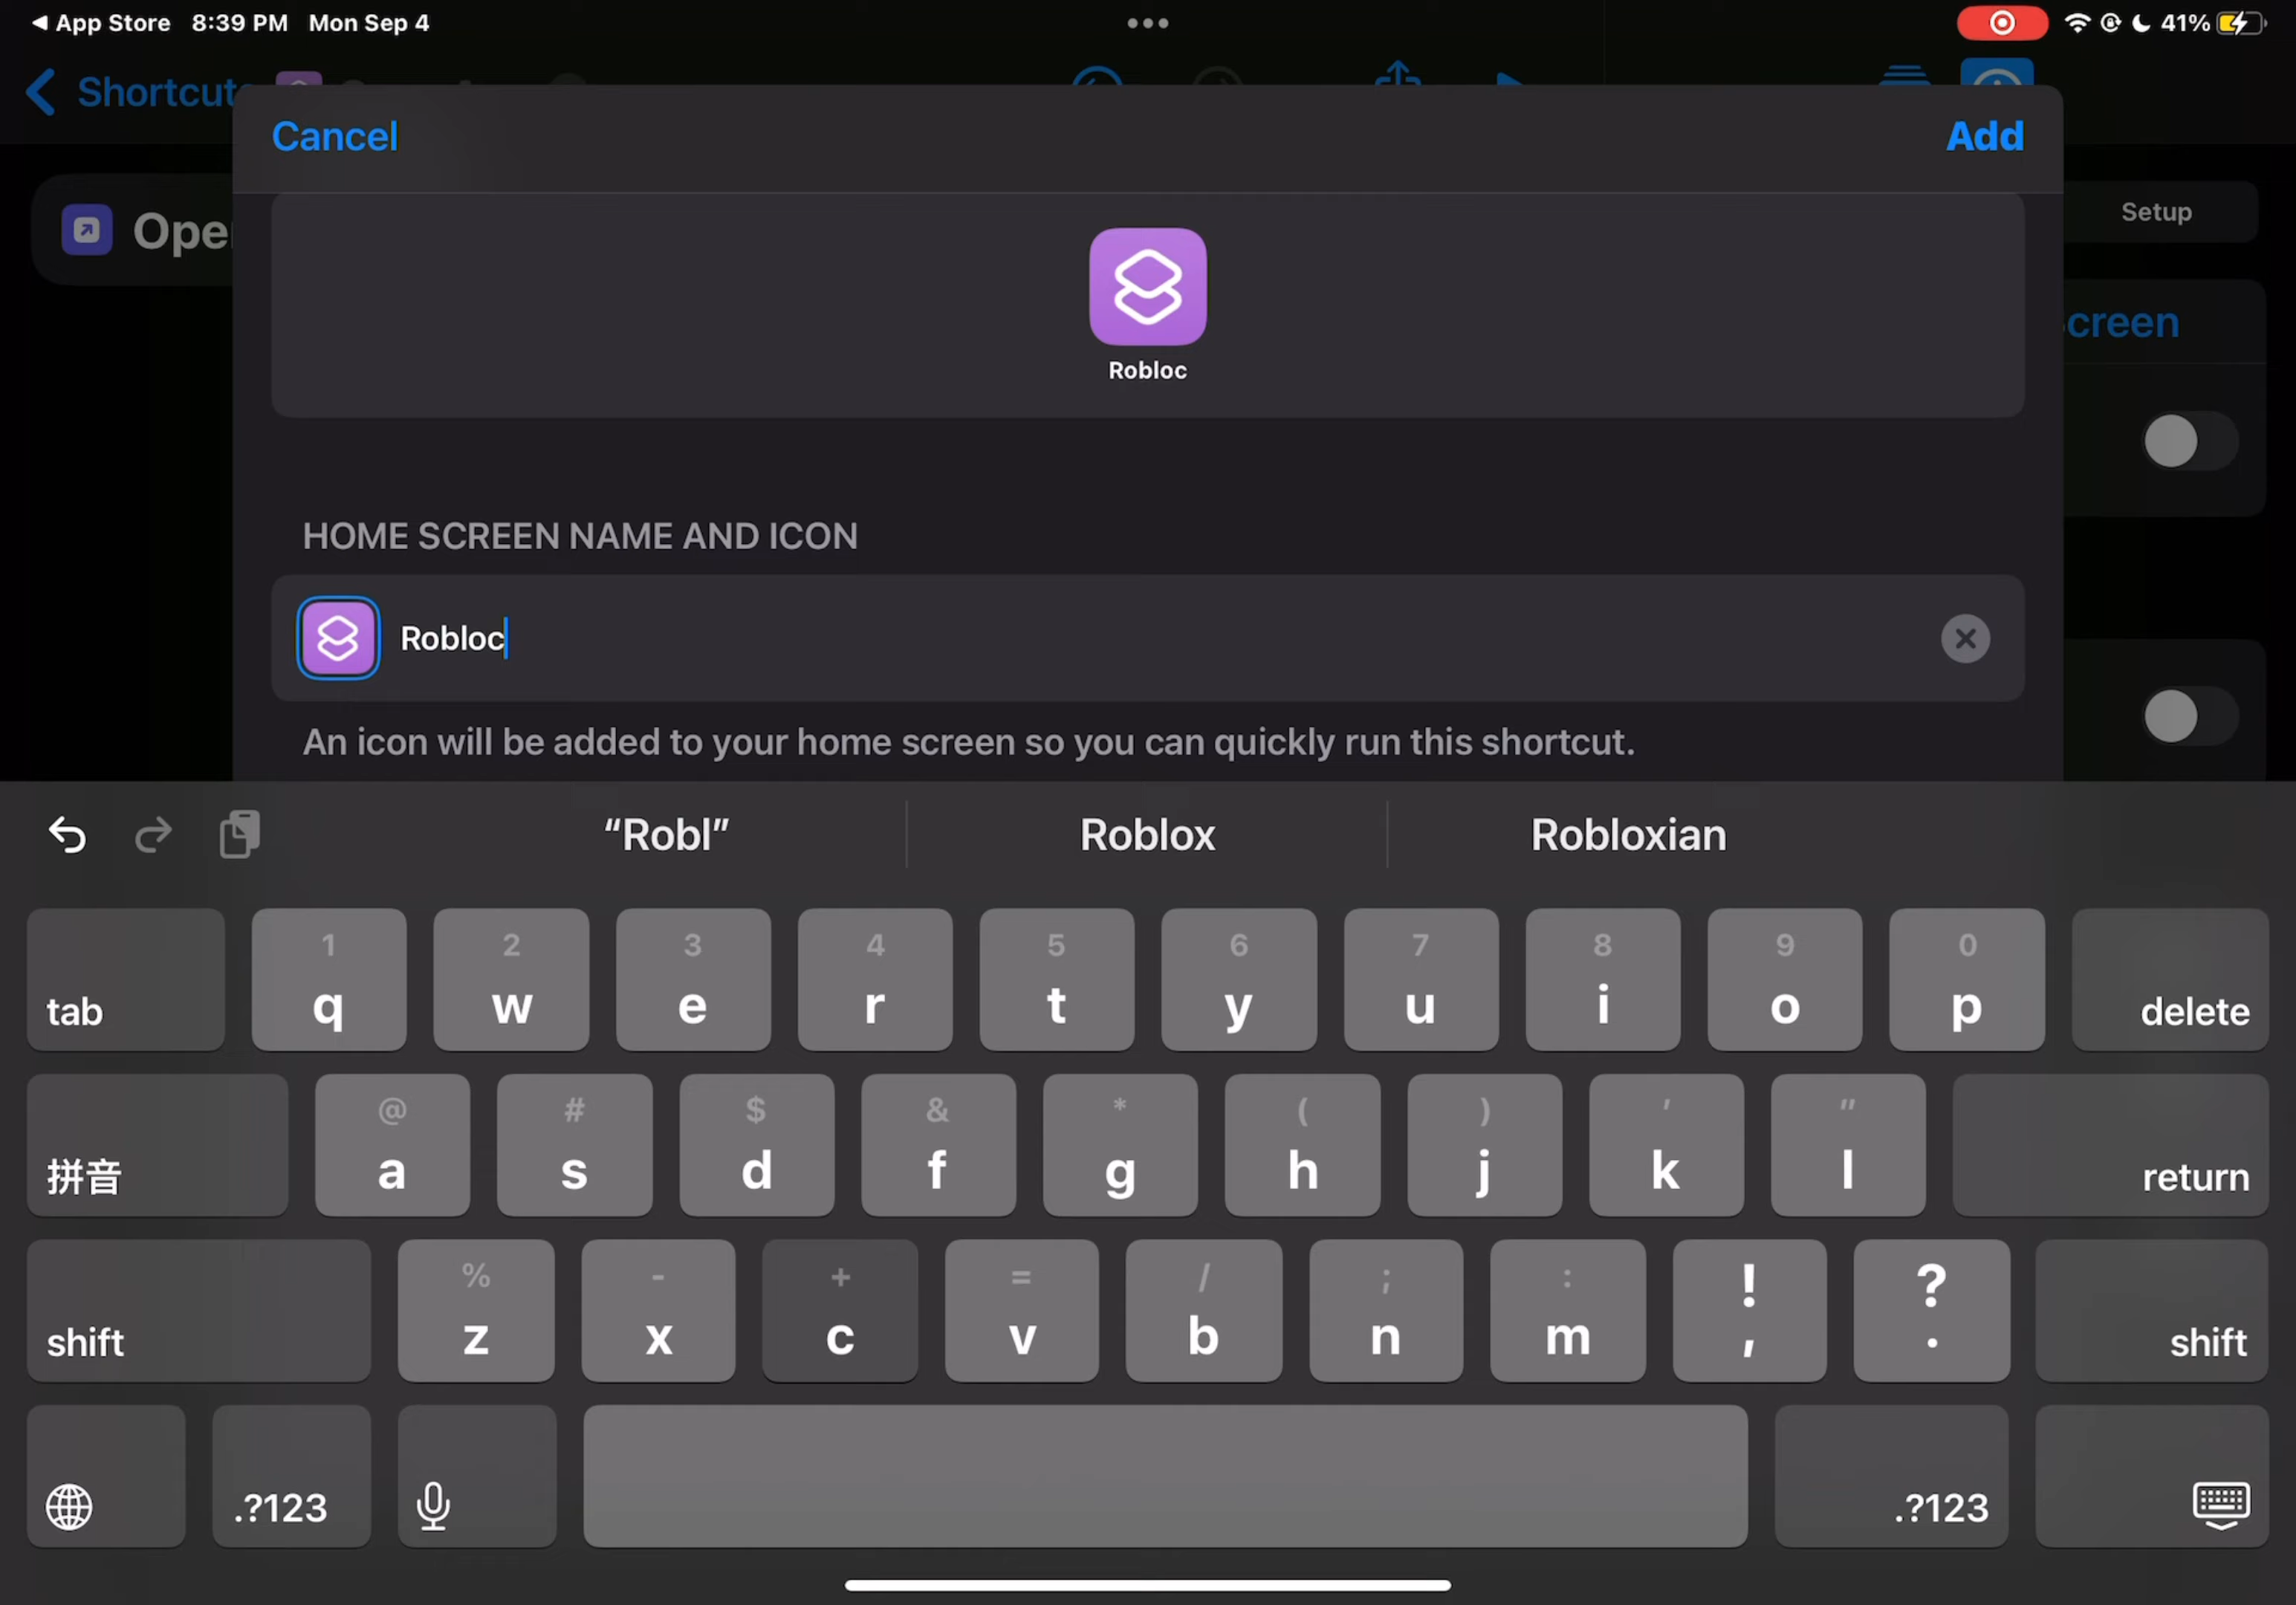 App Store 8:39 PM Mon Sep 4
41%
Shortcuts
Cancel
Add
Open
Setup
Robloc
Screen
HOME SCREEN NAME AND ICON
Robloc
An icon will be added to your home screen so you can quickly run this shortcut.
“Robl” Roblox Robloxian
1 2 3 4 5 6 7 8 9 0
tab q w e r t y u i o p delete
@ # $ & * ( ) ' "
拼音 a s d f g h j k l return
% - + = / ; : ! ?
shift z x c v b n m , . shift
.?123 .?123